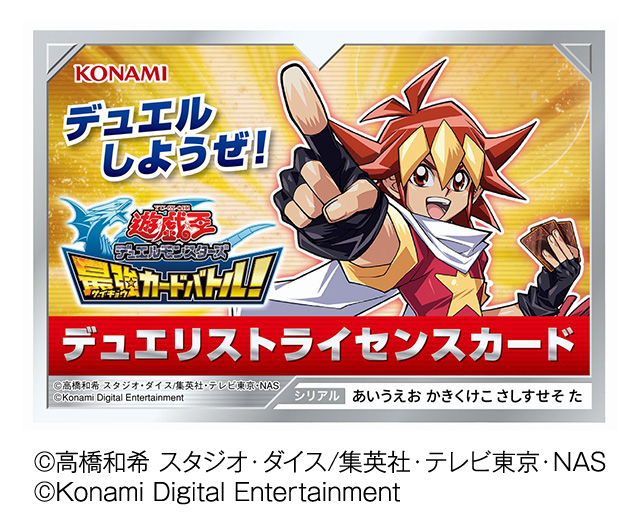 KONAMI
デュエル
しようぜ!
遊戯王
デュエルモンスターズ
最強カードバトル!
サイキョウ
デュエリストライセンスカード
©高橋和希 スタジオ・ダイス/集英社・テレビ東京・NAS
©Konami Digital Entertainment
シリアル
あいうえお かきくけこ さしすせそ た
©高橋和希 スタジオ・ダイス/集英社・テレビ東京・NAS
©Konami Digital Entertainment